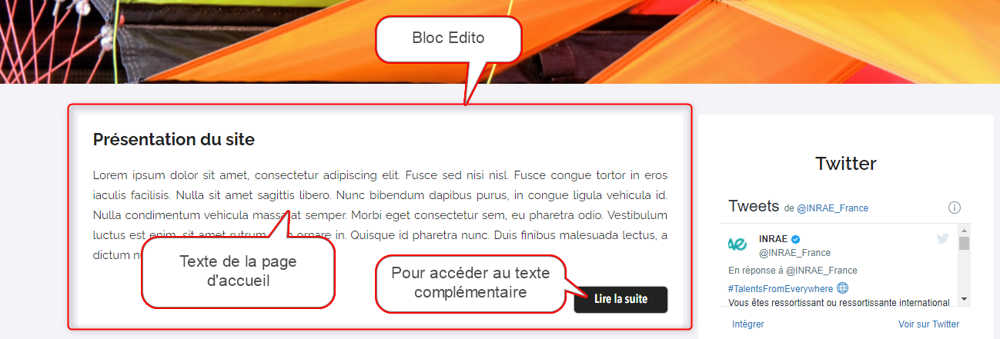 Bloc Edito
Présentation du site
Lorem ipsum dolor sit amet, consectetur adipiscing elit. Fusce sed nisi nisl. Fusce congue tortor in eros
iaculis facilisis. Nulla sit amet sagittis libero. Nunc bibendum dapibus purus, in congue ligula vehicula id.
Nulla condimentum vehicula massa at semper. Morbi eget consectetur sem, eu pharetra odio. Vestibulum
luctus est enim, sit amet rutrum ornare in. Quisque id pharetra nunc. Duis finibus malesuada lectus, a
dictum
Texte de la page
d'accueil
Pour accéder au texte
complémentaire
Lire la suite
Twitter
Tweets de @INRAE_France
INRAE
@INRAE_France
En réponse à @INRAE_France
#TalentsFromEverywhere
Vous êtes ressortissant ou ressortissante international
Intégrer
Voir sur Twitter